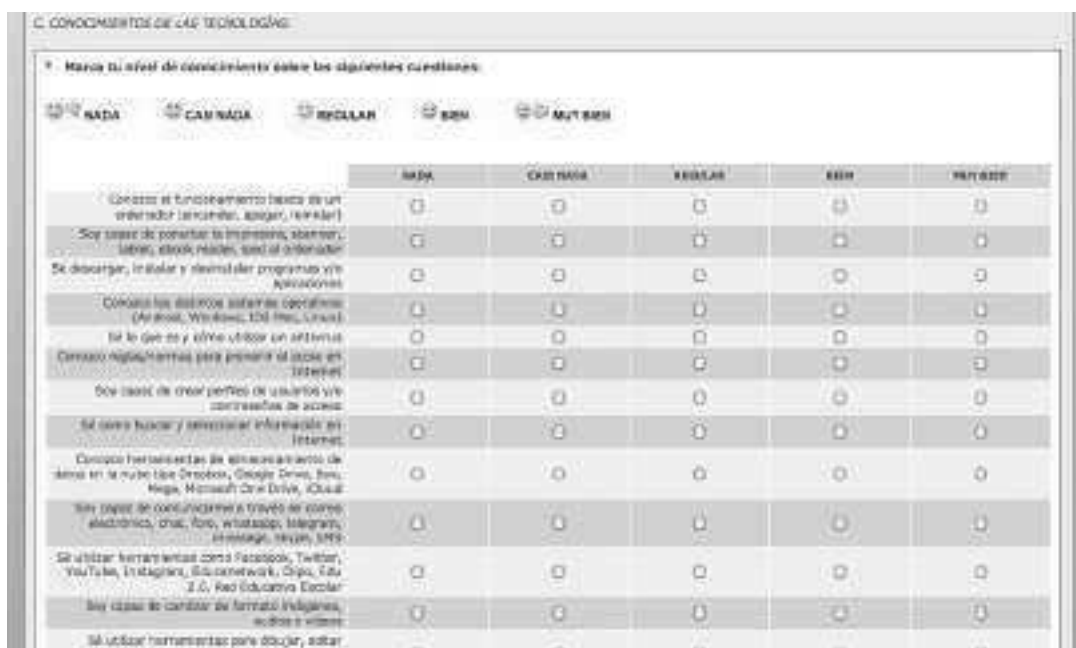 C. CONOCIMIENTOS DE LAS TECNOLOGÍAS
* Marca tu nivel de conocimiento sobre las siguientes cuestiones:
NADA CASI NADA REGULAR BIEN MUY BIEN
NADA CASI NADA REGULAR BIEN MUY BIEN
Conozco el funcionamiento básico de un
ordenador (encender, apagar, reiniciar)
Soy capaz de conectar la impresora, escáner,
tablet, ebook reader, al ordenador
Sé descargar, instalar y desinstalar programas y/o
aplicaciones
Conozco los distintos sistemas operativos
(Android, Windows, IOS Mac, Linux)
Sé lo que es y cómo utilizar un antivirus
Conozco reglas/normas para prevenir el acoso en
Internet
Soy capaz de crear perfiles de usuarios y/o
contraseñas de acceso
Sé como buscar y seleccionar información en
Internet
Conozco herramientas de almacenamiento de
datos en la nube tipo Dropbox, Google Drive, Box,
Mega, Microsoft One Drive, iCloud
Soy capaz de comunicarme a través de correo
electrónico, chat, foro, whatsapp, telegram,
imessage, skype, SMS
Sé utilizar herramientas como Facebook, Twitter,
YouTube, Instagram, Edu
2.0, Red Educativa Escolar
Soy capaz de cambiar de formato imágenes,
audios o vídeos
Sé utilizar herramientas para dibujar, editar